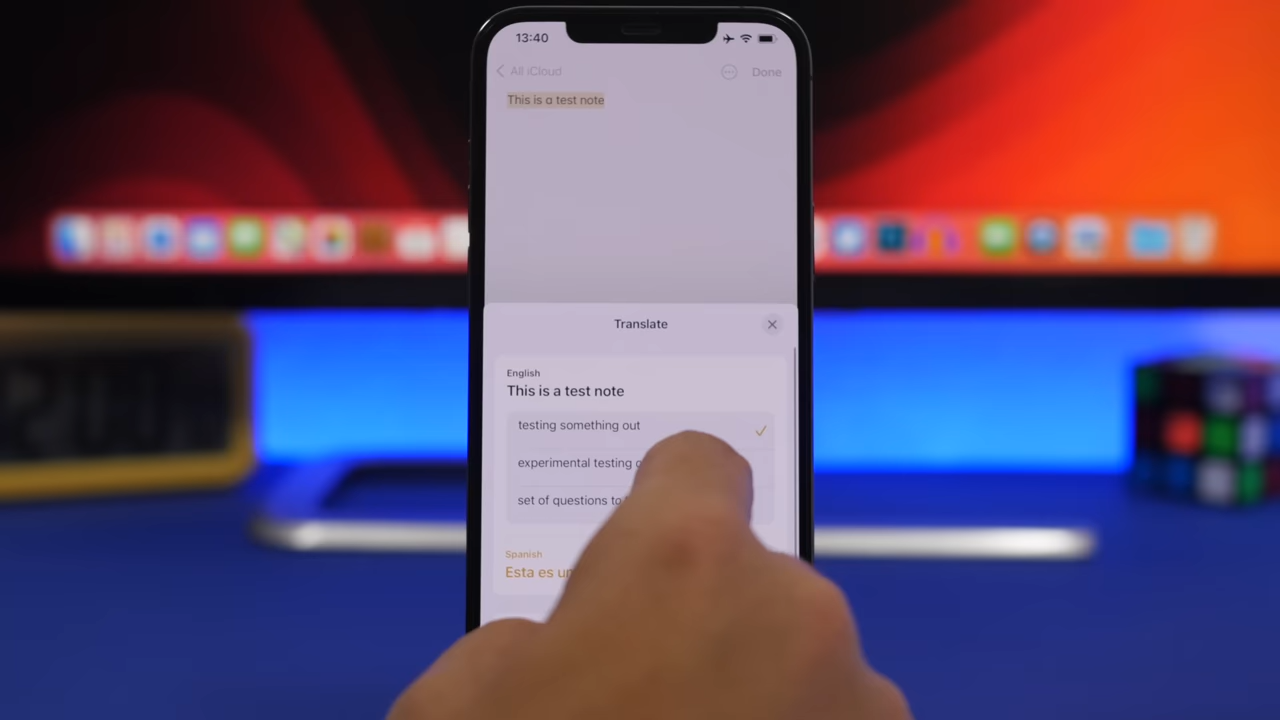 13:40
All iCloud
Done
This is a test note
Translate
English
This is a test note
testing something out
experimental testing
set of questions to
Spanish
Esta es